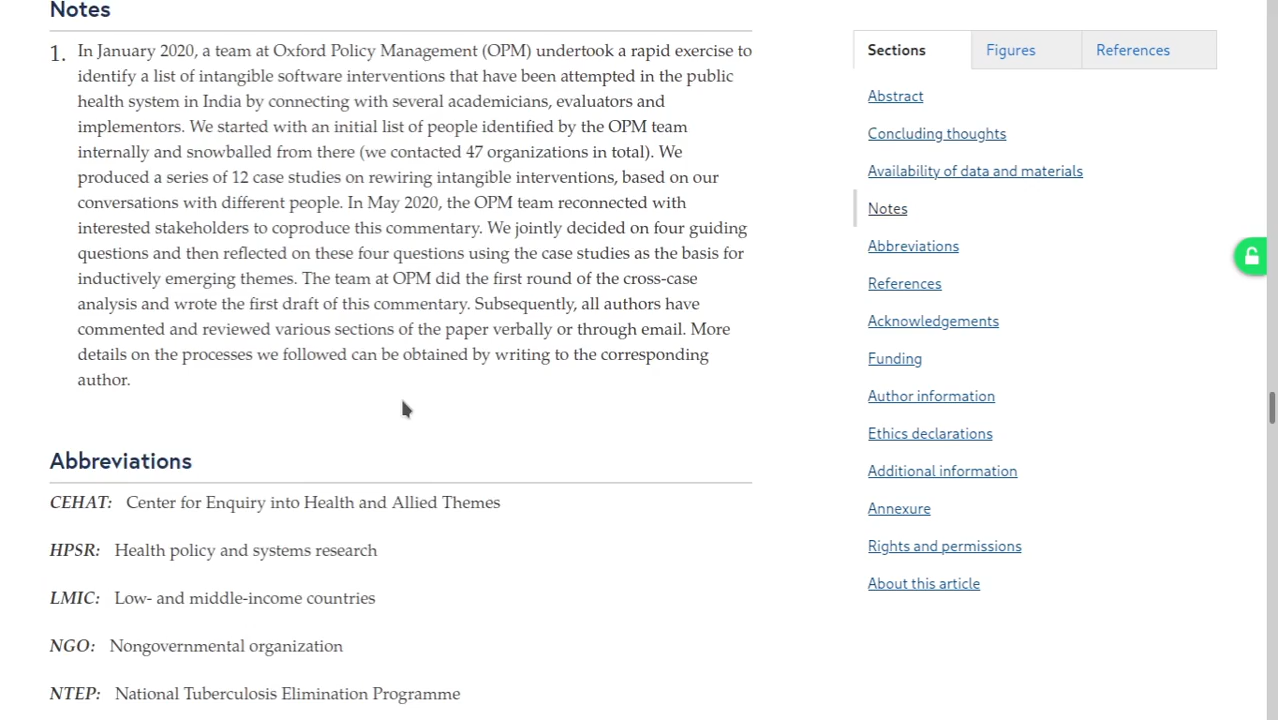 Notes
1. In January 2020, a team at Oxford Policy Management (OPM) undertook a rapid exercise to
identify a list of intangible software interventions that have been attempted in the public
health system in India by connecting with several academicians, evaluators and
implementors. We started with an initial list of people identified by the OPM team
internally and snowballed from there (we contacted 47 organizations in total). We
produced a series of 12 case studies on rewiring intangible interventions, based on our
conversations with different people. In May 2020, the OPM team reconnected with
interested stakeholders to coproduce this commentary. We jointly decided on four guiding
questions and then reflected on these four questions using the case studies as the basis for
inductively emerging themes. The team at OPM did the first round of the cross-case
analysis and wrote the first draft of this commentary. Subsequently, all authors have
commented and reviewed various sections of the paper verbally or through email. More
details on the processes we followed can be obtained by writing to the corresponding
author.
Abbreviations
CEHAT: Center for Enquiry into Health and Allied Themes
HPSR: Health policy and systems research
LMIC: Low- and middle-income countries
NGO: Nongovernmental organization
NTEP: National Tuberculosis Elimination Programme
Sections Figures References
Abstract
Concluding thoughts
Availability of data and materials
Notes
Abbreviations
References
Acknowledgements
Funding
Author information
Ethics declarations
Additional information
Annexure
Rights and permissions
About this article